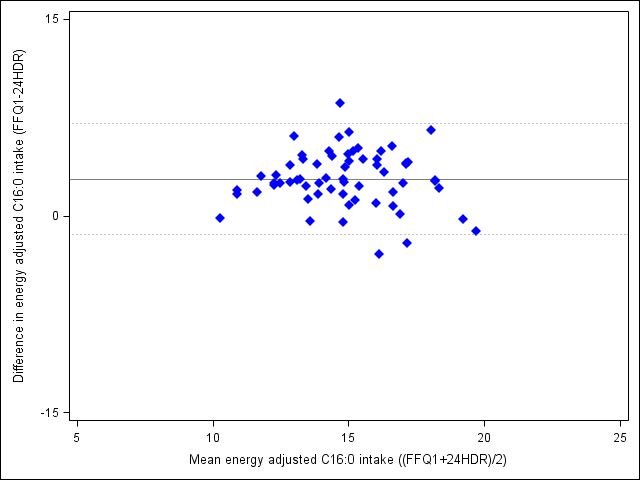 Difference in energy adjusted C16:0 intake (FFQ1-24HDR)
15
0
-15
5 10 15 20 25
Mean energy adjusted C16:0 intake ((FFQ1+24HDR)/2)